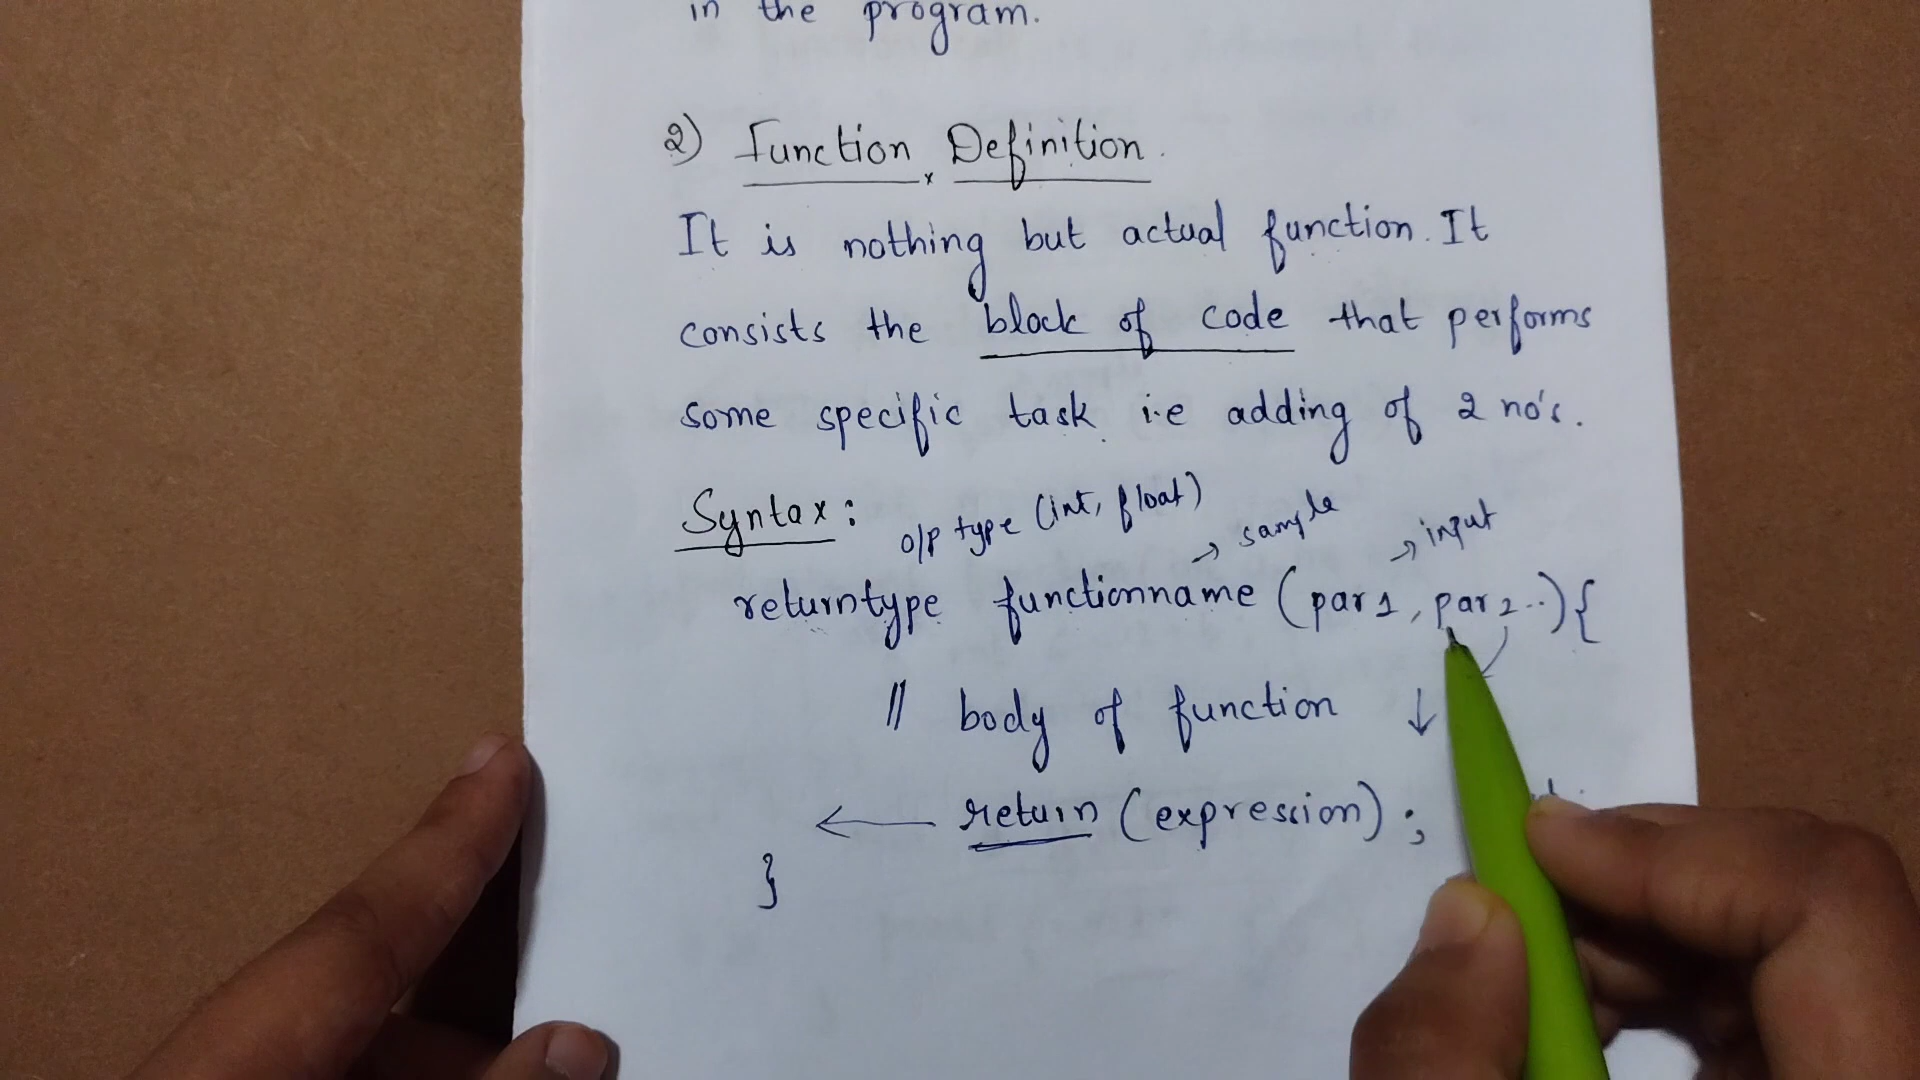 in the program.
2) Function Definition.
It is nothing but actual function. It
consists the block of code that performs
some specific task i.e adding of 2 no's.
Syntax: o/p type (int, float) → sample → input
returntype functionname (par1, par2..){
// body of function ↓
← return (expression);
}